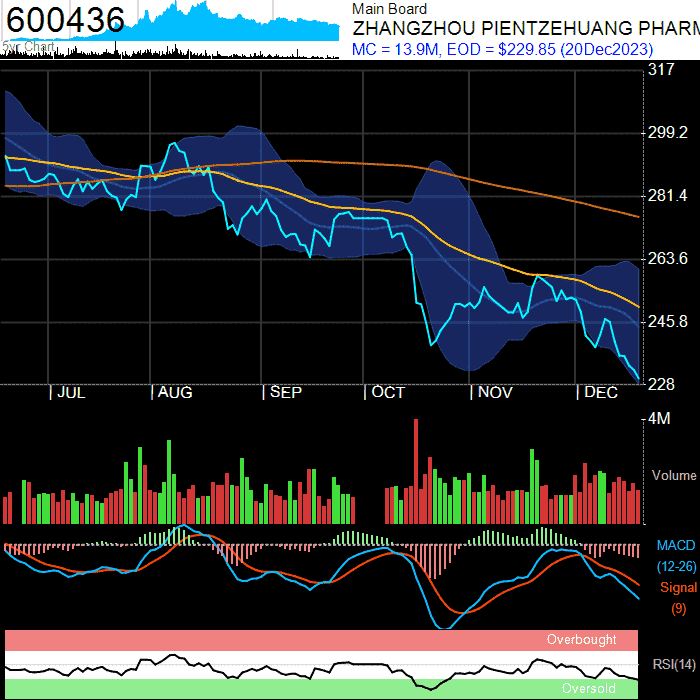 600436
5yr Chart
Main Board
ZHANGZHOU PIENTZEHUANG PHARM
MC = 13.9M, EOD = $229.85 (20Dec2023)
317
299.2
281.4
263.6
245.8
228
| JUL | AUG | SEP | OCT | NOV | DEC
4M
Volume
MACD
(12-26)
Signal
(9)
Overbought
RSI(14)
Oversold